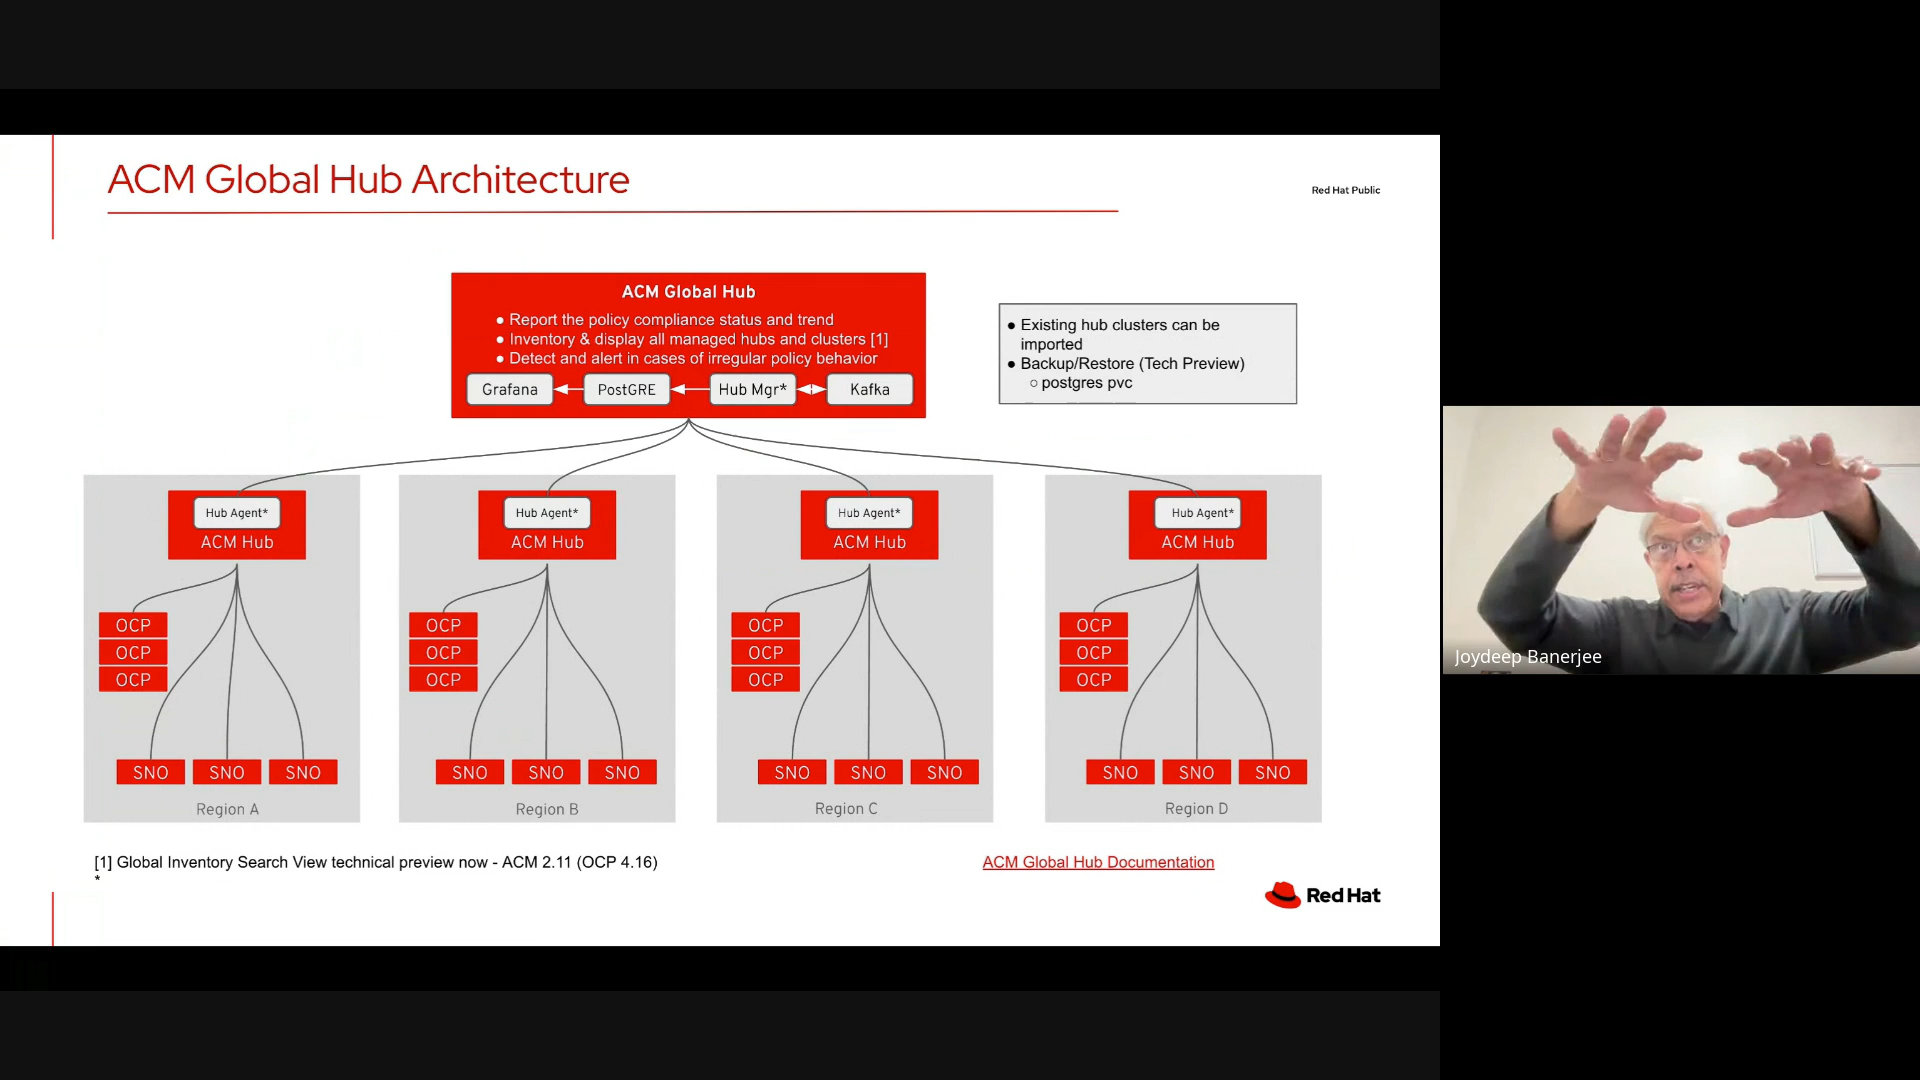 ACM Global Hub Architecture
Red Hat Public
ACM Global Hub
● Report the policy compliance status and trend
● Inventory & display all managed hubs and clusters [1]
● Detect and alert in cases of irregular policy behavior
Grafana PostGRE Hub Mgr* Kafka
● Existing hub clusters can be
imported
● Backup/Restore (Tech Preview)
○ postgres pvc
Hub Agent*
ACM Hub
OCP
OCP
OCP
SNO SNO SNO
Region A
Hub Agent*
ACM Hub
OCP
OCP
OCP
SNO SNO SNO
Region B
Hub Agent*
ACM Hub
OCP
OCP
OCP
SNO SNO SNO
Region C
Hub Agent*
ACM Hub
OCP
OCP
OCP
SNO SNO SNO
Region D
[1] Global Inventory Search View technical preview now - ACM 2.11 (OCP 4.16)
*
ACM Global Hub Documentation
Red Hat
Joydeep Banerjee